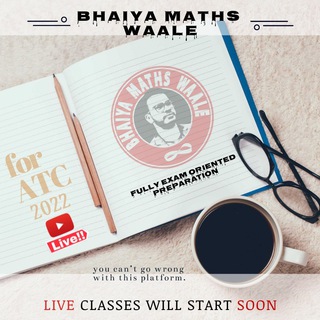 BHAIYA MATHS
WAALE
BHAIYA MATHS WAALE
for
ATC
2022
Live!!
FULLY EXAM ORIENTED
PREPARATION
you can't go wrong
with this platform.
LIVE CLASSES WILL START SOON